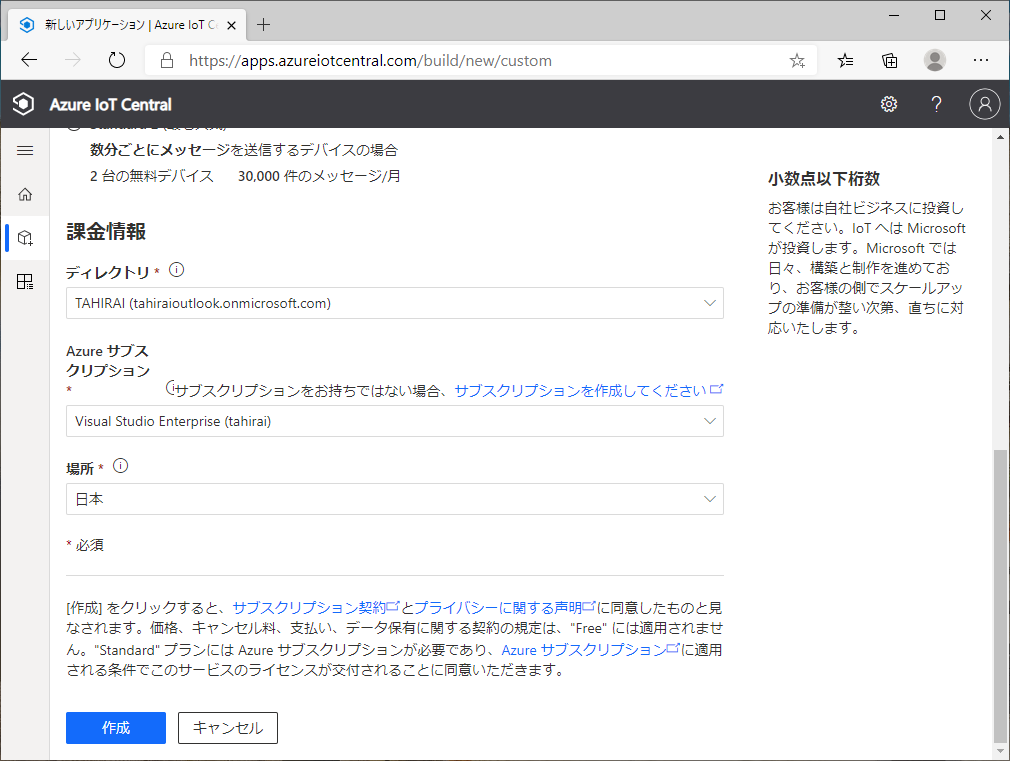 新しいアプリケーション | Azure IoT C
https://apps.azureiotcentral.com/build/new/custom
Azure IoT Central
数分ごとにメッセージを送信するデバイスの場合
2 台の無料デバイス 30,000 件のメッセージ/月
課金情報
ディレクトリ *
TAHIRAI (tahiraioutlook.onmicrosoft.com)
Azure サブス
クリプション
*
サブスクリプションをお持ちではない場合、サブスクリプションを作成してください
Visual Studio Enterprise (tahirai)
場所 *
日本
* 必須
[作成] をクリックすると、サブスクリプション契約とプライバシーに関する声明に同意したものと見
なされます。価格、キャンセル料、支払い、データ保有に関する契約の規定は、"Free" には適用されませ
ん。"Standard" プランには Azure サブスクリプションが必要であり、Azure サブスクリプションに適用
される条件でこのサービスのライセンスが交付されることに同意いただきます。
作成
キャンセル
小数点以下桁数
お客様は自社ビジネスに投資し
てください。IoT へは Microsoft
が投資します。Microsoft では
日々、構築と制作を進めてお
り、お客様の側でスケールアッ
プの準備が整い次第、直ちに対
応いたします。